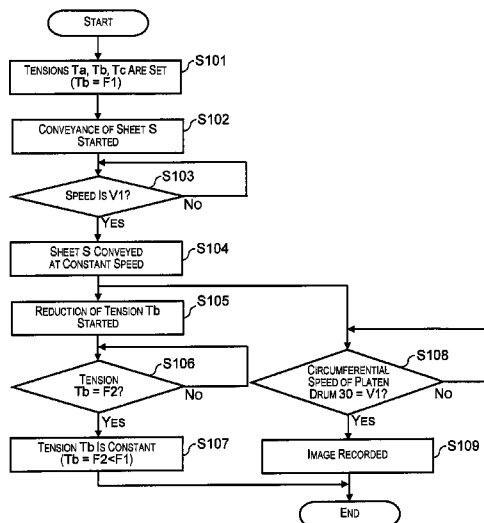 START
TENSIONS Ta, Tb, Tc ARE SET
(Tb = F1)
S101
CONVEYANCE OF SHEET S
STARTED
S102
S103
SPEED IS V1?
NO
YES
SHEET S CONVEYED
AT CONSTANT SPEED
S104
REDUCTION OF TENSION Tb
STARTED
S105
S106
TENSION
Tb = F2?
NO
YES
S108
CIRCUMFERENTIAL
SPEED OF PLATEN
DRUM 30 = V1?
NO
YES
TENSION Tb IS CONSTANT
(Tb = F2<F1)
S107
IMAGE RECORDED
S109
END